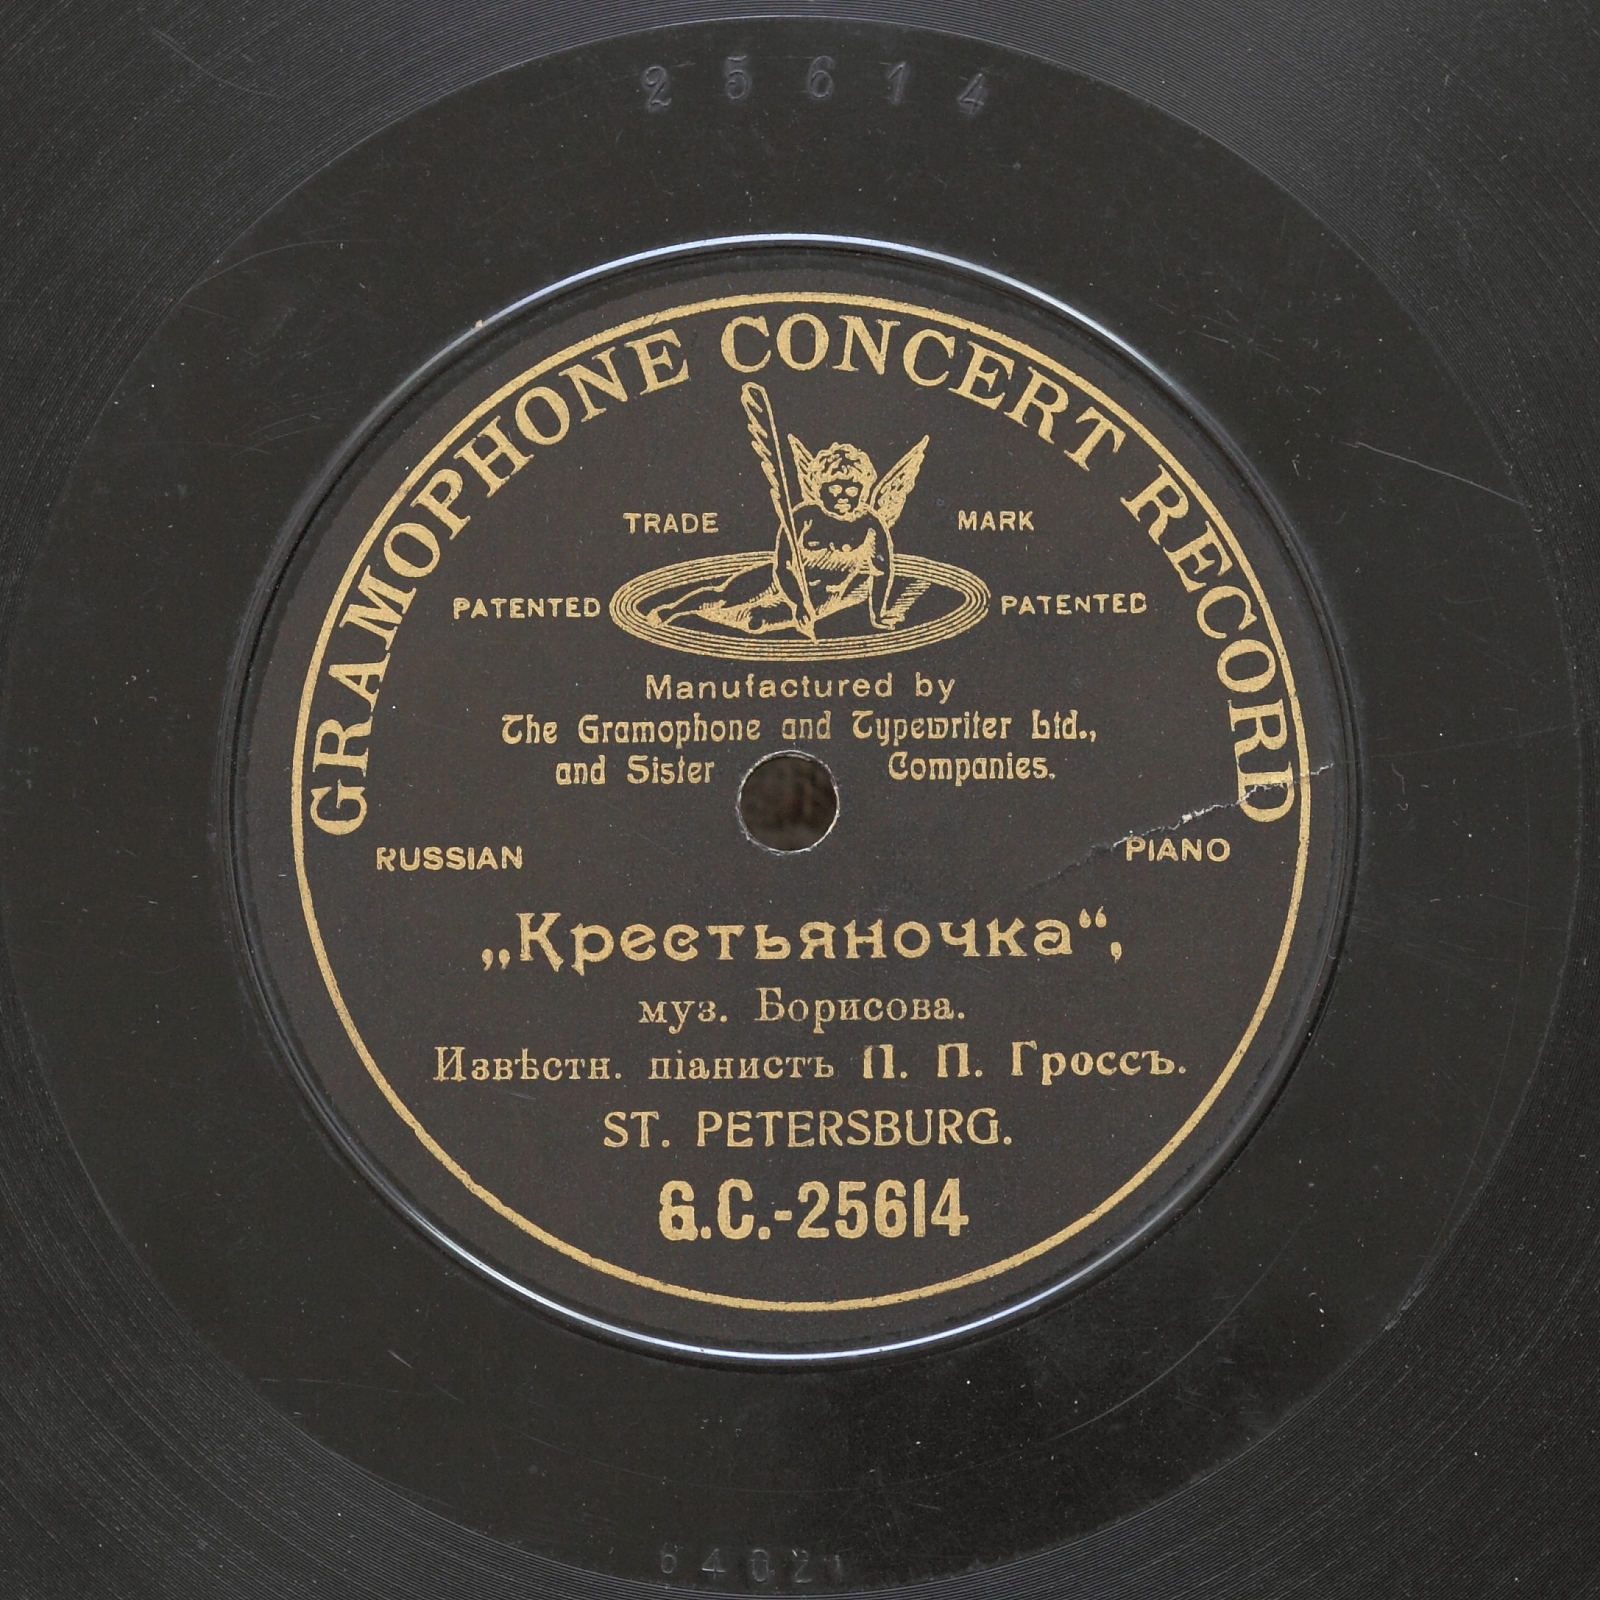 25614
GRAMOPHONE CONCERT RECORD
TRADE MARK
PATENTED PATENTED
Manufactured by
The Gramophone and Typewriter Ltd.,
and Sister Companies.
RUSSIAN PIANO
„Крестьяночка“,
муз. Борисова.
Извѣстн. піанистъ П. П. Гроссъ.
ST. PETERSBURG.
G.C.-25614